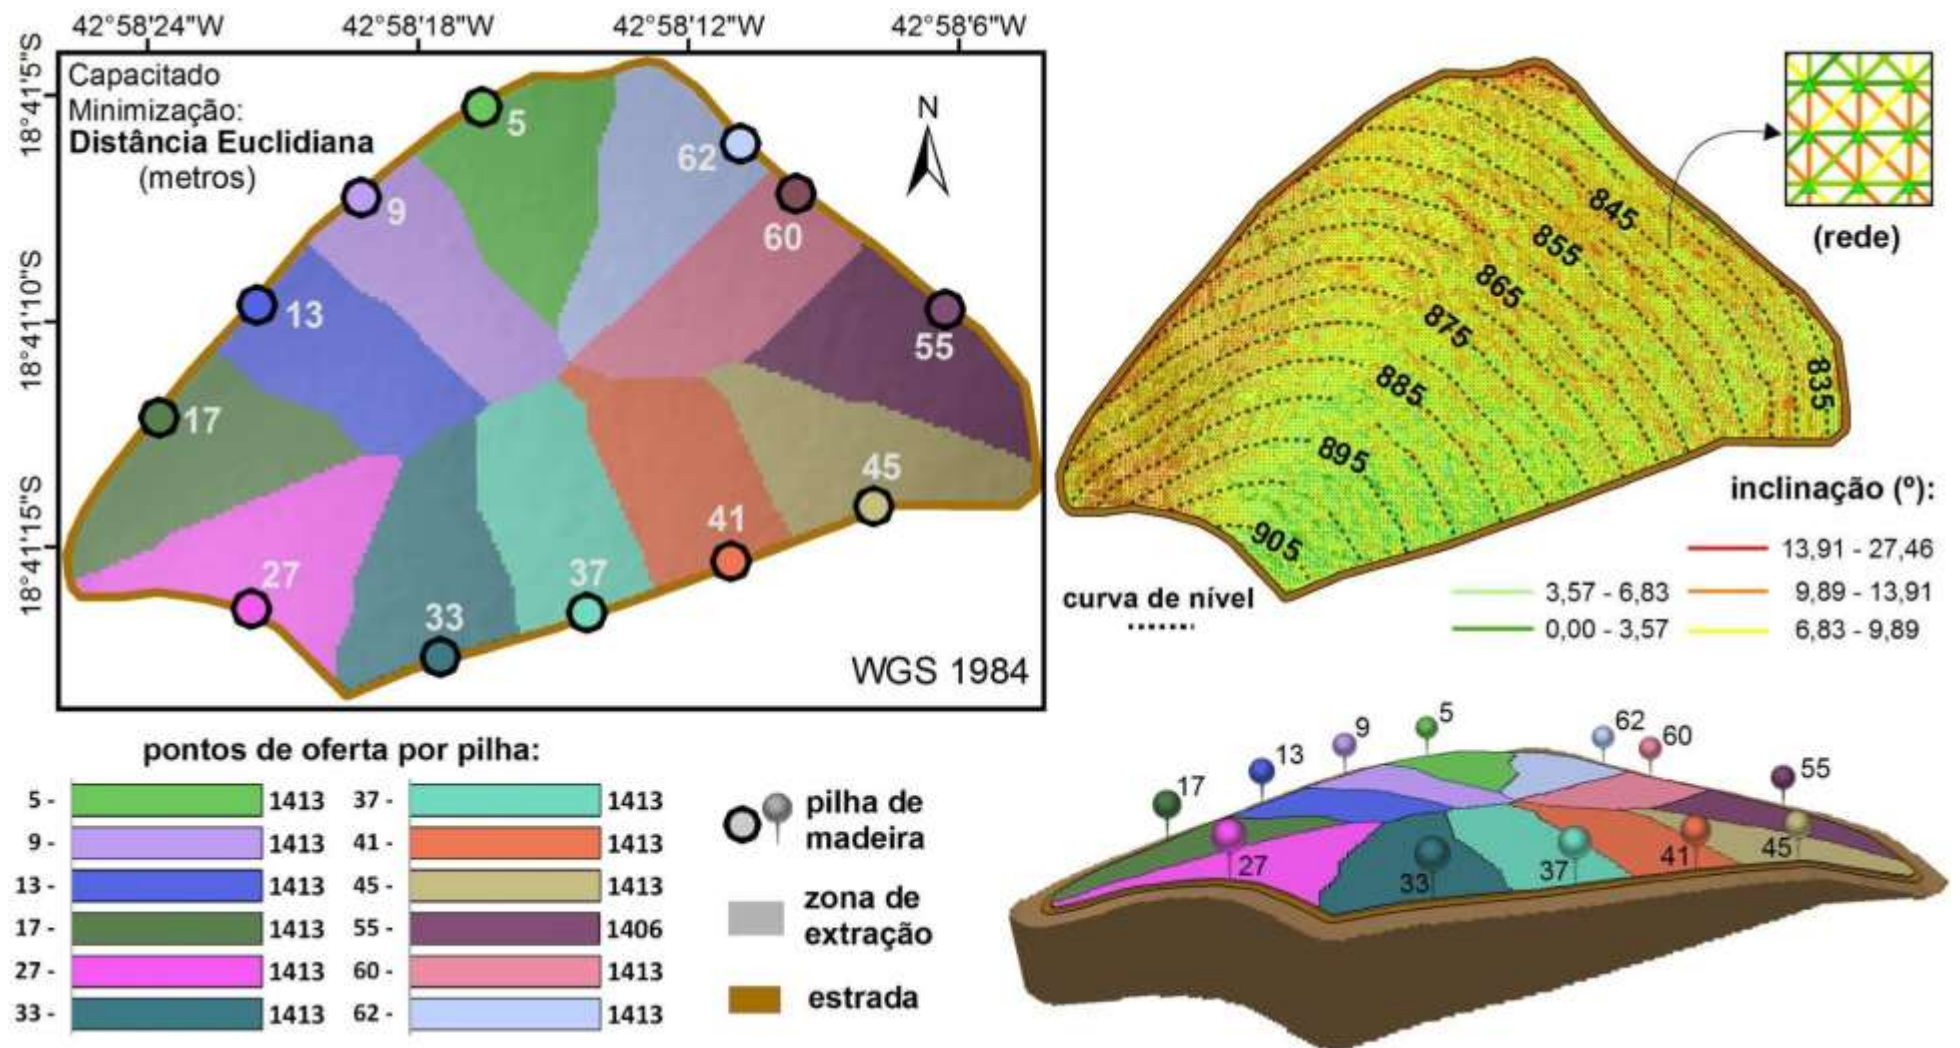 42°58'24"W 42°58'18"W 42°58'12"W 42°58'6"W
18°41'5"S
18°41'10"S
18°41'15"S
Capacitado
Minimização:
Distância Euclidiana
(metros)
N
5
62
9
60
13
55
17
45
41
27
37
33
WGS 1984
845
855
865
875
885
895
905
835
(rede)
inclinação (º):
13,91 - 27,46
3,57 - 6,83 9,89 - 13,91
0,00 - 3,57 6,83 - 9,89
curva de nível
pontos de oferta por pilha:
5 - 1413 37 - 1413
9 - 1413 41 - 1413
13 - 1413 45 - 1413
17 - 1413 55 - 1406
27 - 1413 60 - 1413
33 - 1413 62 - 1413
pilha de
madeira
zona de
extração
estrada
5
9
62
60
13
55
17
27
33
37
41
45